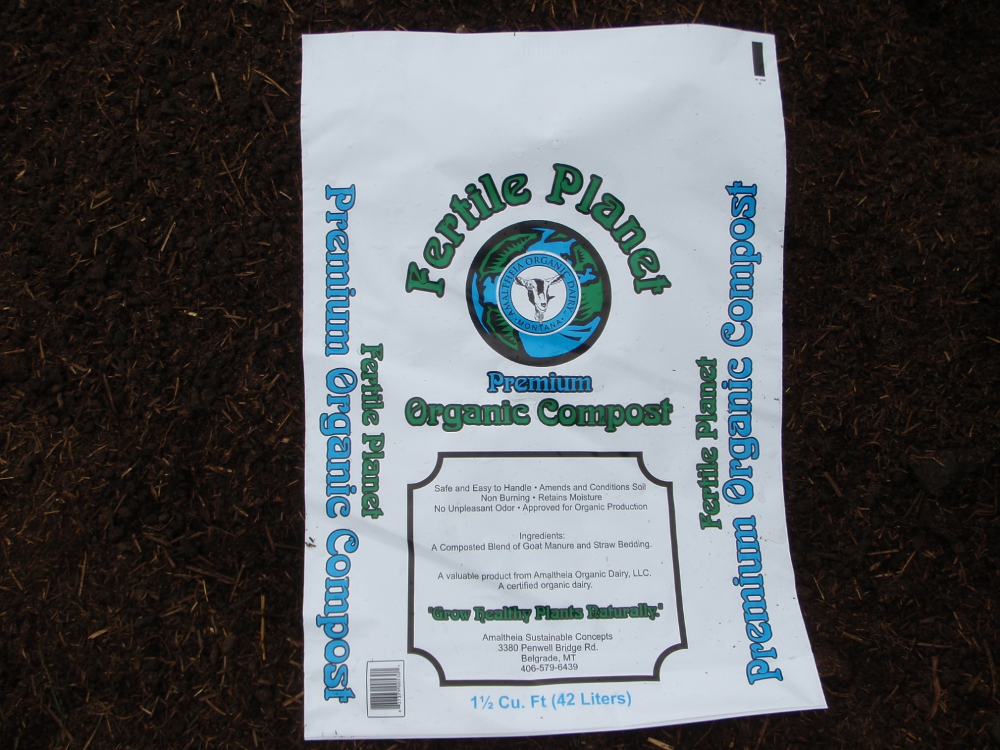 Fertile Planet
AMALTHEIA ORGANIC DAIRY
• MONTANA •
Premium
Organic Compost
Safe and Easy to Handle • Amends and Conditions Soil
Non Burning • Retains Moisture
No Unpleasant Odor • Approved for Organic Production
Ingredients:
A Composted Blend of Goat Manure and Straw Bedding.
A valuable product from Amaltheia Organic Dairy, LLC.
A certified organic dairy.
"Grow Healthy Plants Naturally."
Amaltheia Sustainable Concepts
3380 Penwell Bridge Rd.
Belgrade, MT
406-579-6439
1½ Cu. Ft (42 Liters)
Premium Organic Compost
Fertile Planet
Fertile Planet
Premium Organic Compost